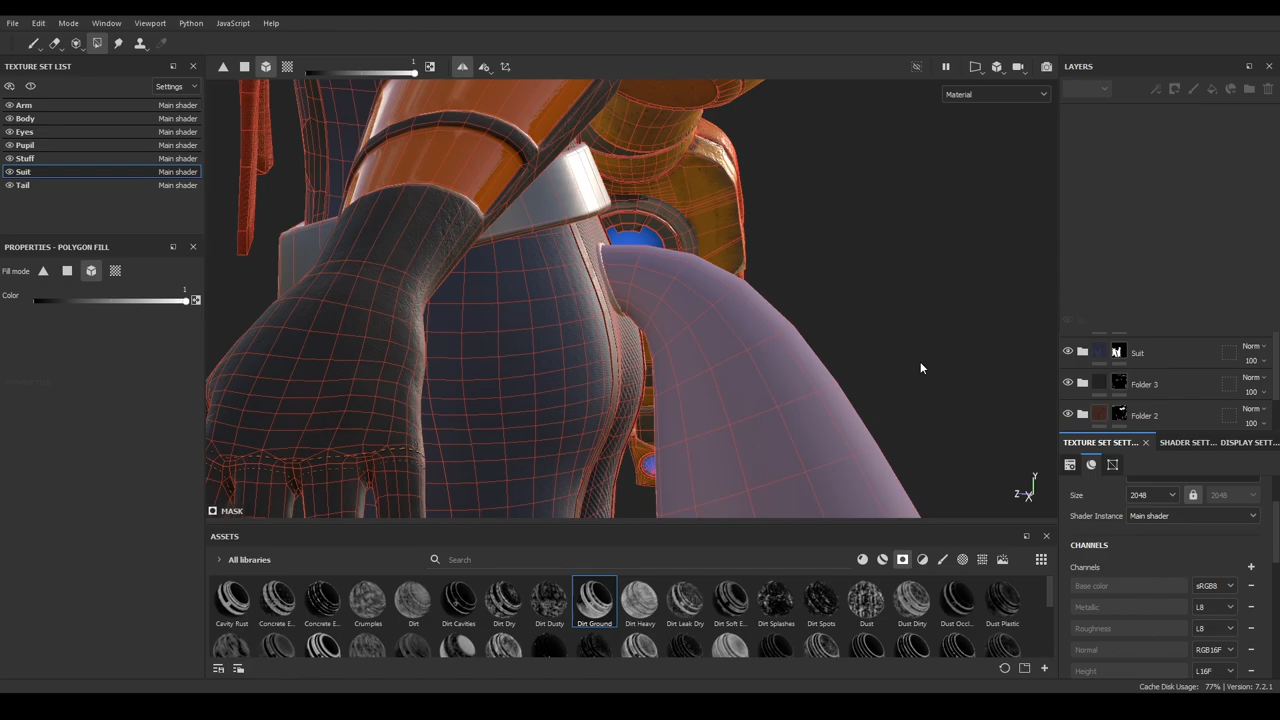 File Edit Mode Window Viewport Python JavaScript Help
TEXTURE SET LIST
Settings
Arm Main shader
Body Main shader
Eyes Main shader
Pupil Main shader
Stuff Main shader
Suit Main shader
Tail Main shader
PROPERTIES - POLYGON FILL
Fill mode
Color 1
1
Material
Y
Z X
MASK
ASSETS
All libraries
Search
Cavity Rust Concrete E... Concrete E... Crumples Dirt Dirt Cavities Dirt Dry Dirt Dusty Dirt Ground Dirt Heavy Dirt Leak Dry Dirt Soft E... Dirt Splashes Dirt Spots Dust Dust Dirty Dust Occl... Dust Plastic
LAYERS
Suit Norm 100
Folder 3 Norm 100
Folder 2 Norm 100
TEXTURE SET SETT... SHADER SETT... DISPLAY SETT...
Size 2048 2048
Shader Instance Main shader
CHANNELS
Channels
Base color sRGB8
Metallic L8
Roughness L8
Normal RGB16F
Height L16F
Cache Disk Usage: 77% | Version: 7.2.1